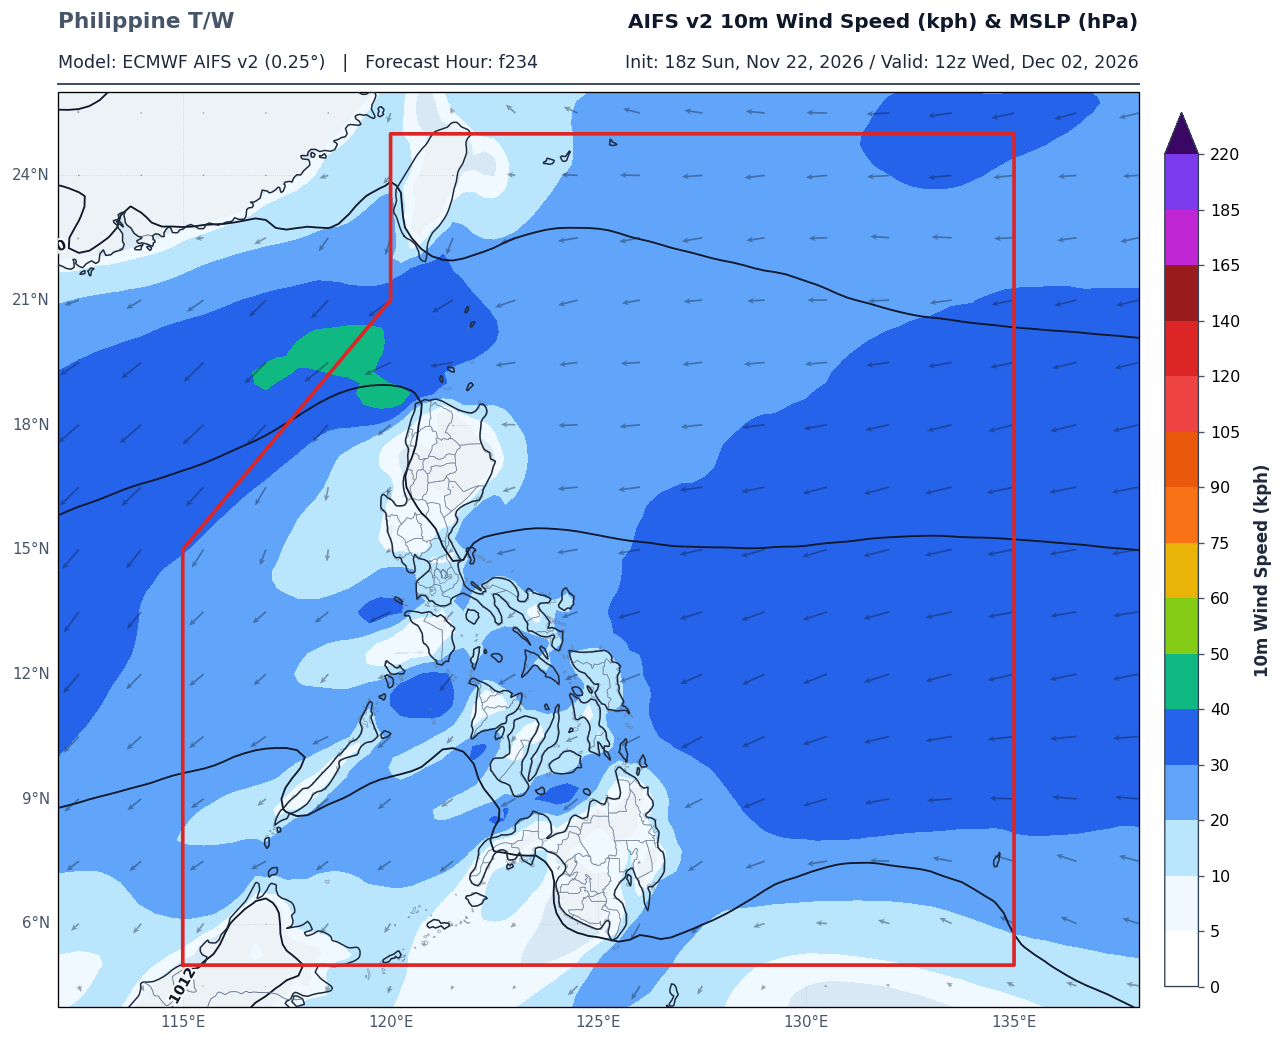 Philippine T/W
AIFS v2 10m Wind Speed (kph) & MSLP (hPa)
Model: ECMWF AIFS v2 (0.25°) | Forecast Hour: f234
Init: 18z Sun, Nov 22, 2026 / Valid: 12z Wed, Dec 02, 2026
24°N
21°N
18°N
15°N
12°N
9°N
6°N
1012
115°E
120°E
125°E
130°E
135°E
220
185
165
140
120
105
90
75
60
50
40
30
20
10
5
0
10m Wind Speed (kph)